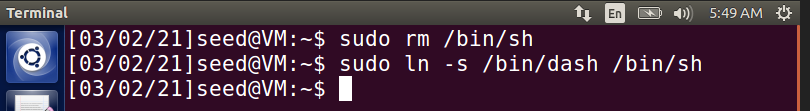 Terminal
En
5:49 AM
[03/02/21]seed@VM:~$ sudo rm /bin/sh
[03/02/21]seed@VM:~$ sudo ln -s /bin/dash /bin/sh
[03/02/21]seed@VM:~$